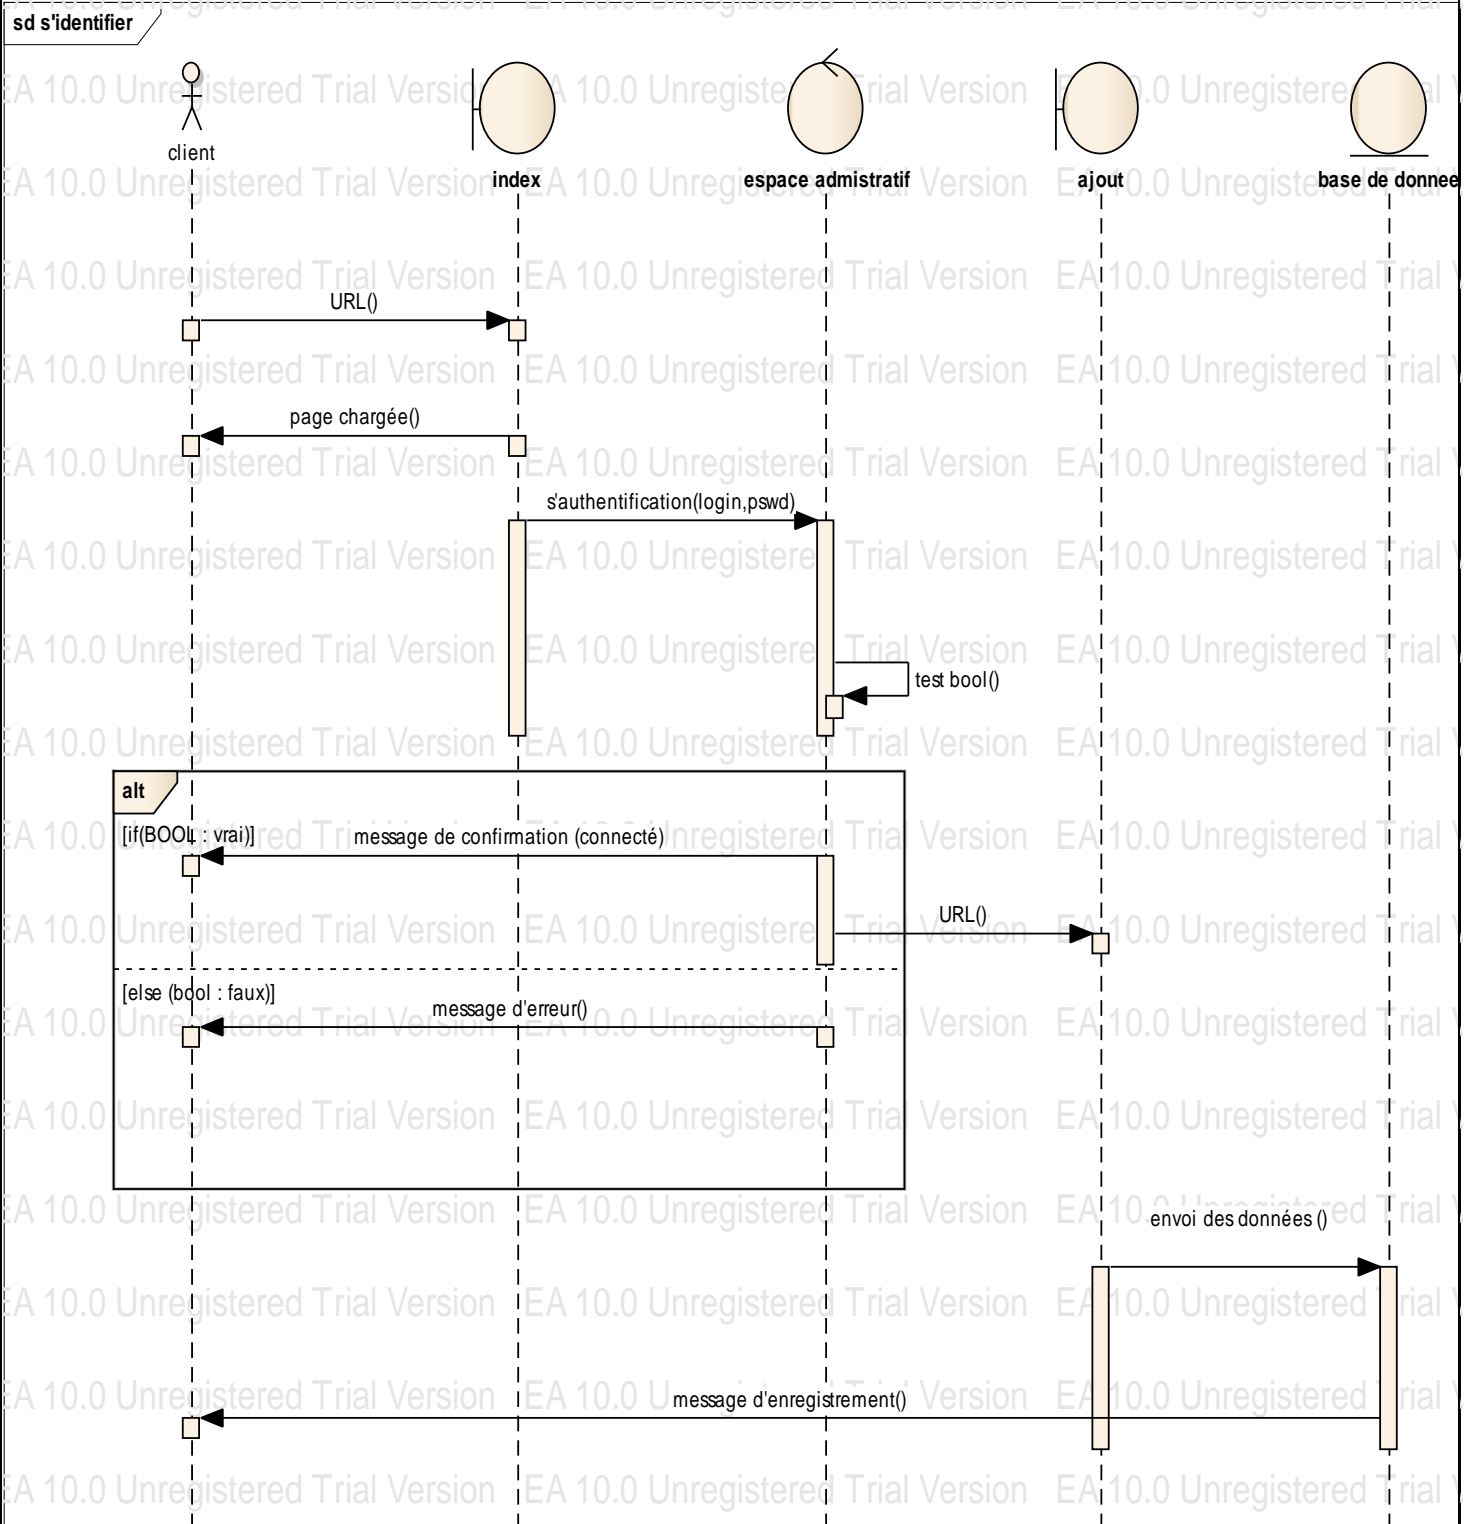 sd s'identifier
client
index
espace admistratif
ajout
base de donnee
URL()
page chargée()
s'authentification(login,pswd)
test bool()
alt
[if(BOOL : vrai)]
message de confirmation (connecté)
URL()
[else (bool : faux)]
message d'erreur()
envoi des données ()
message d'enregistrement()
EA 10.0 Unregistered Trial Version